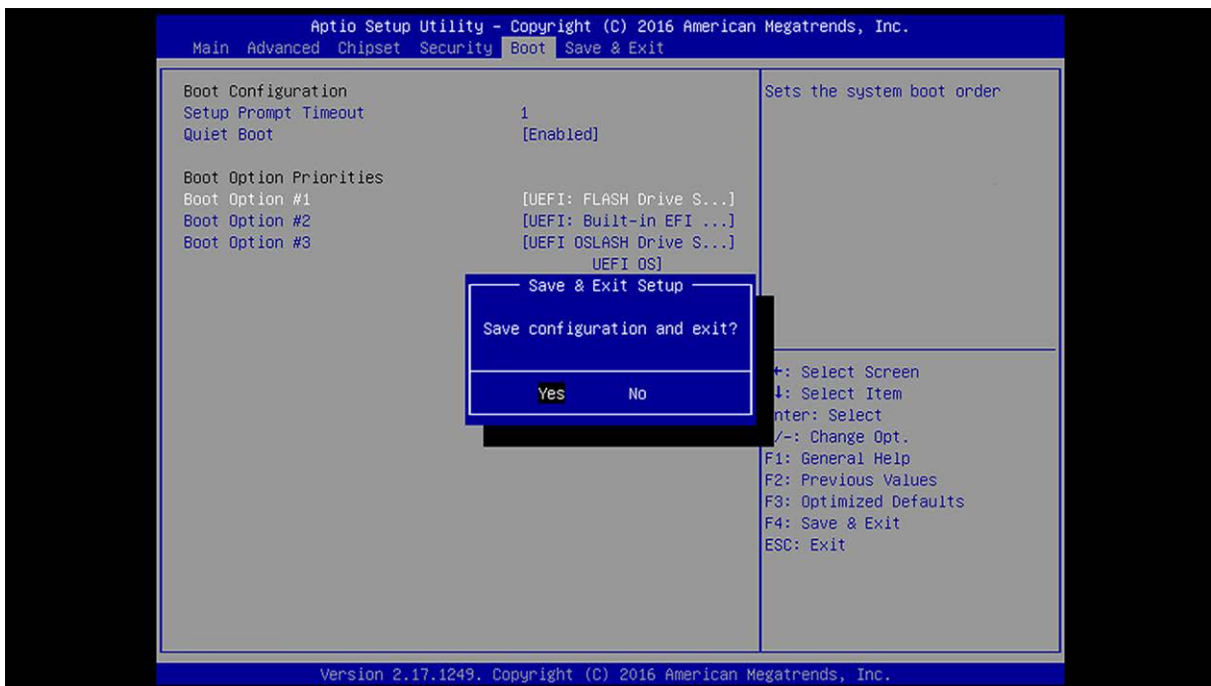 Aptio Setup Utility – Copyright (C) 2016 American Megatrends, Inc.
Main Advanced Chipset Security Boot Save & Exit
Boot Configuration
Setup Prompt Timeout 1
Quiet Boot [Enabled]
Boot Option Priorities
Boot Option #1 [UEFI: FLASH Drive S...]
Boot Option #2 [UEFI: Built-in EFI ...]
Boot Option #3 [UEFI OSLASH Drive S...]
UEFI OS]
Save & Exit Setup
Save configuration and exit?
Yes No
Sets the system boot order
←: Select Screen
↓: Select Item
nter: Select
/-: Change Opt.
F1: General Help
F2: Previous Values
F3: Optimized Defaults
F4: Save & Exit
ESC: Exit
Version 2.17.1249. Copyright (C) 2016 American Megatrends, Inc.